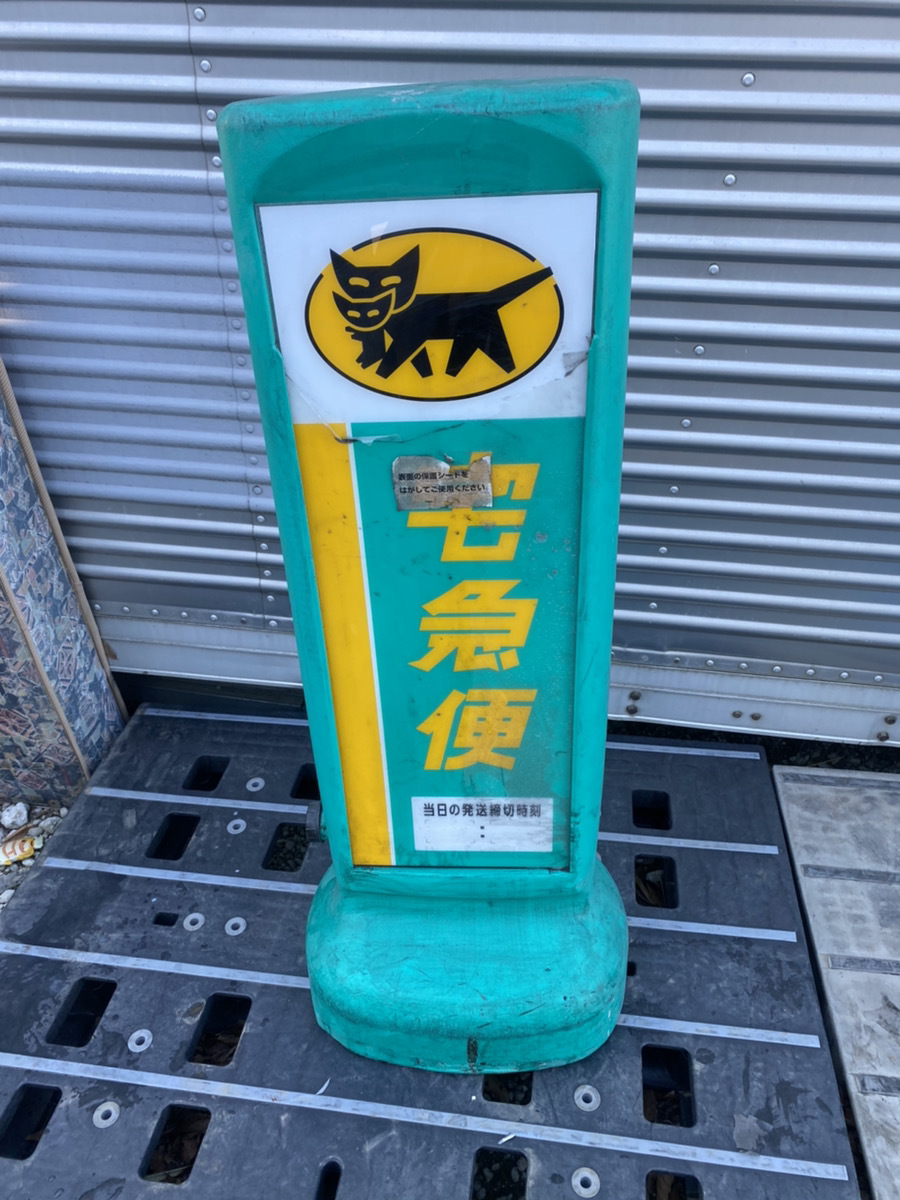 表面の保護シートを
はがしてご使用ください。
宅急便
当日の発送締切時刻
: